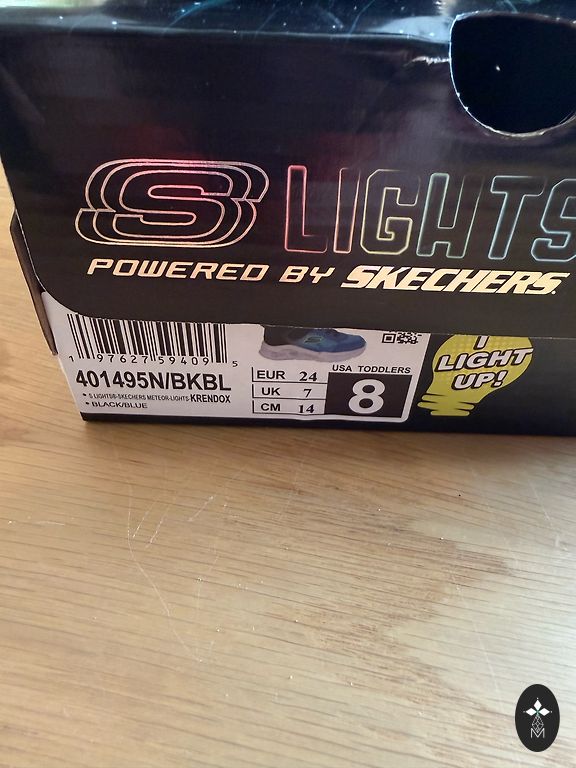 S LIGHTS
POWERED BY SKECHERS
1 97627 59409 5
401495N/BKBL
• S LIGHTS®-SKECHERS METEOR-LIGHTS-KRENDOX
• BLACK/BLUE
EUR 24
UK 7
CM 14
USA TODDLERS
8
I
LIGHT
UP!
M